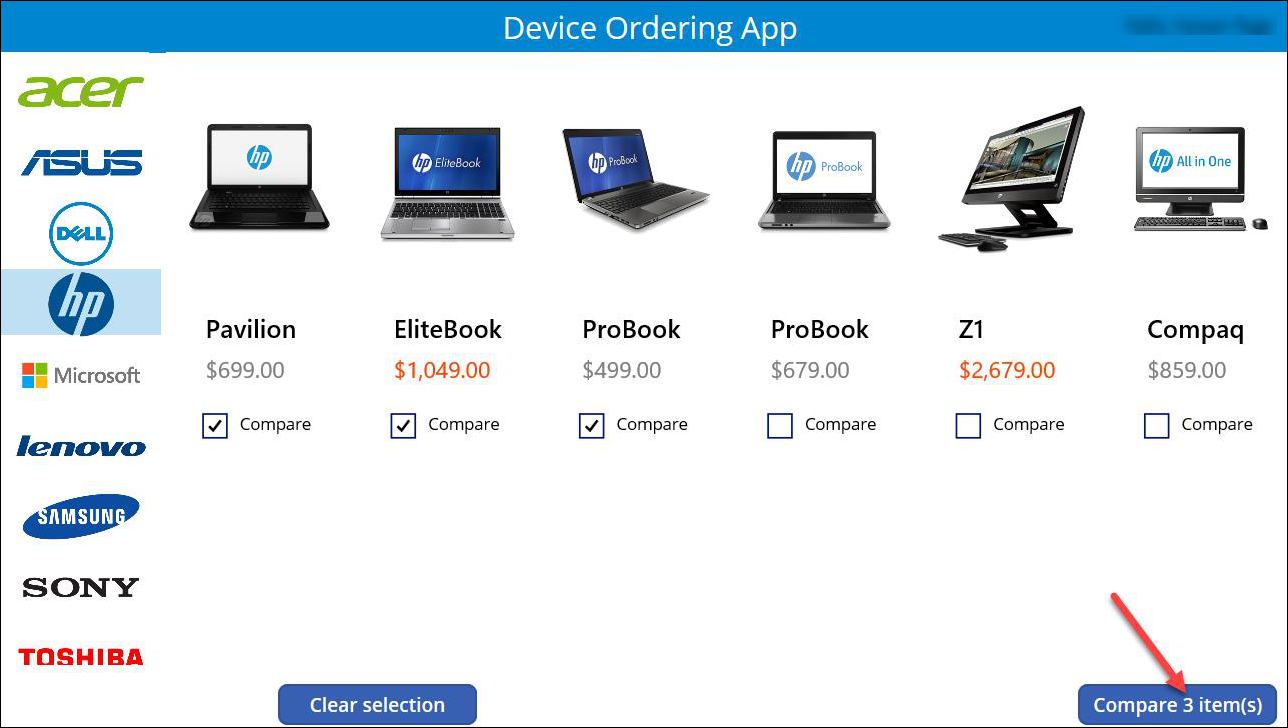 Device Ordering App
acer
ASUS
DELL
hp
Microsoft
lenovo
SAMSUNG
SONY
TOSHIBA
hp
hp EliteBook
hp ProBook
hp ProBook
hp All in One
Pavilion
EliteBook
ProBook
ProBook
Z1
Compaq
$699.00
$1,049.00
$499.00
$679.00
$2,679.00
$859.00
Compare
Compare
Compare
Compare
Compare
Compare
Clear selection
Compare 3 item(s)